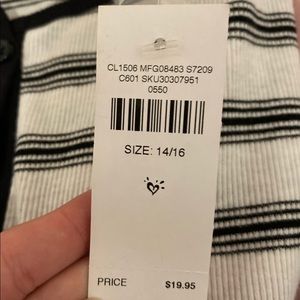 CL1506 MFG08483 S7209
C601 SKU30307951
0550
SIZE: 14/16
PRICE $19.95